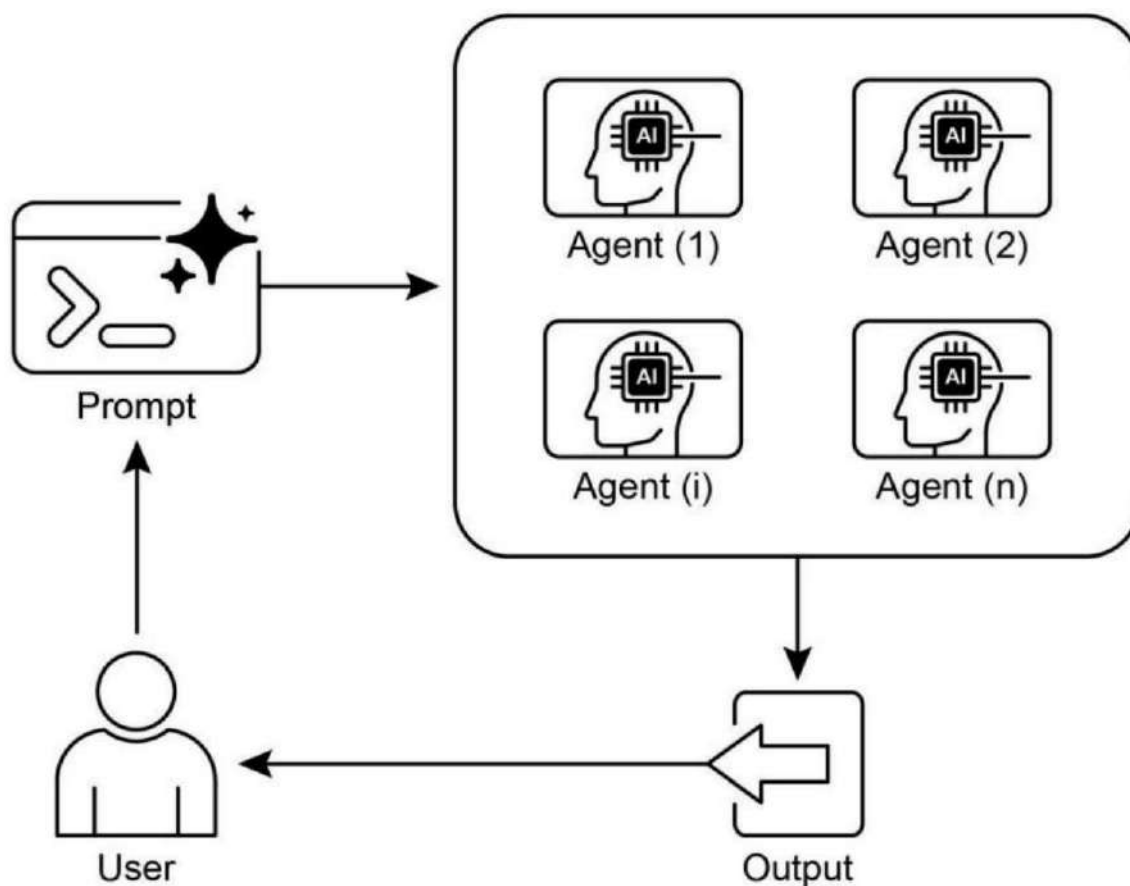 AI
AI
Agent (1)
Agent (2)
AI
AI
Agent (i)
Agent (n)
Prompt
User
Output